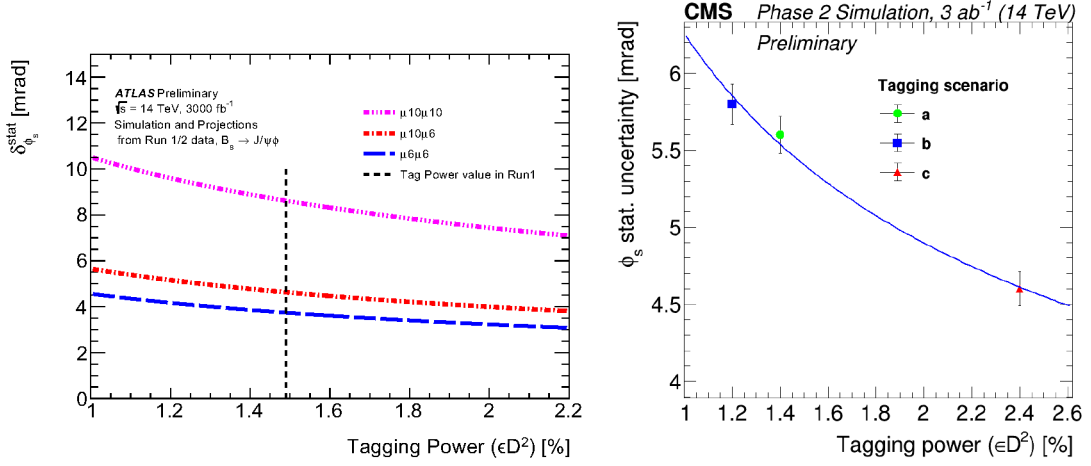 δ_ϕs^stat [mrad]
14
12
10
8
6
4
2
0
ATLAS Preliminary
√s = 14 TeV, 3000 fb⁻¹
Simulation and Projections
from Run 1/2 data, B_s → J/ψϕ
μ10μ10
μ10μ6
μ6μ6
Tag Power value in Run1
1 1.2 1.4 1.6 1.8 2 2.2
Tagging Power (ϵD²) [%]
CMS Phase 2 Simulation, 3 ab⁻¹ (14 TeV)
Preliminary
ϕ_s stat. uncertainty [mrad]
6
5.5
5
4.5
4
Tagging scenario
a
b
c
1 1.2 1.4 1.6 1.8 2 2.2 2.4 2.6
Tagging power (ϵD²) [%]